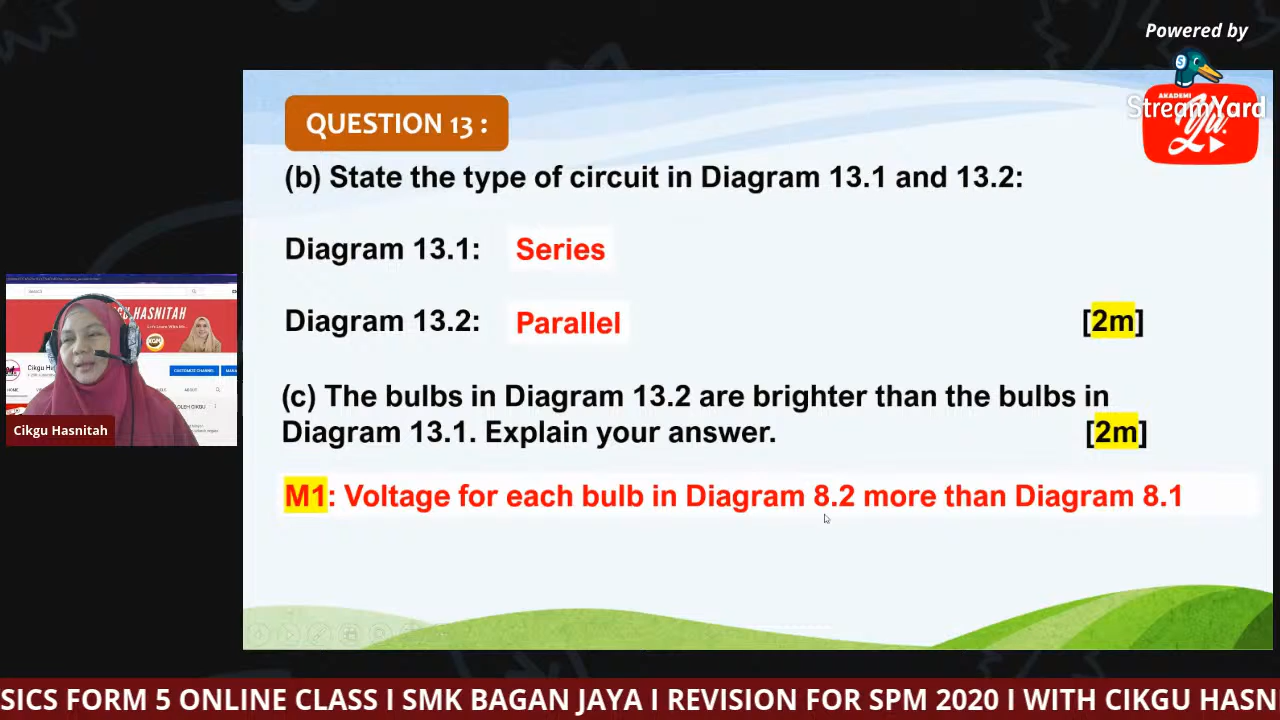 Powered by
StreamYard
AKADEMI
QUESTION 13 :
(b) State the type of circuit in Diagram 13.1 and 13.2:
Diagram 13.1: Series
Diagram 13.2: Parallel [2m]
(c) The bulbs in Diagram 13.2 are brighter than the bulbs in
Diagram 13.1. Explain your answer. [2m]
M1: Voltage for each bulb in Diagram 8.2 more than Diagram 8.1
HASNITAH
CUSTOMIZE CHANNEL
Cikgu Hasnitah
SICS FORM 5 ONLINE CLASS I SMK BAGAN JAYA I REVISION FOR SPM 2020 I WITH CIKGU HASN